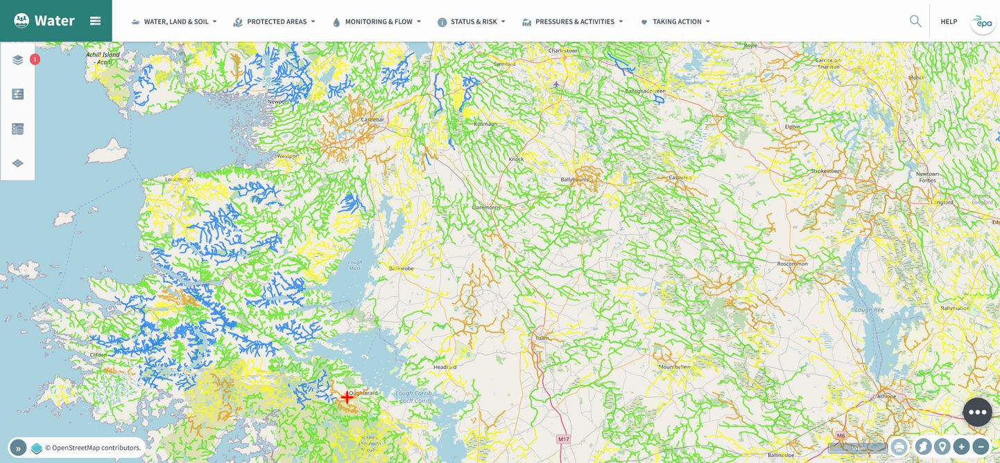 Water
WATER, LAND & SOIL
PROTECTED AREAS
MONITORING & FLOW
STATUS & RISK
PRESSURES & ACTIVITIES
TAKING ACTION
HELP
epa
1
Achill Island
- Acaill
Charlestown
Boyle
Swinford
Carrick-on-
Shannon
Mohill
Ballaghaderreen
Newport
Castlebar
Kiltimagh
Elphin
Westport
Knock
Strokestown
Newtown
Forbes
Louisburgh
Ballyhaunis
Castlerea
Claremorris
Longford
County
Longford
Lough
Mask
Ballinrobe
Roscommon
Lough Ree
Ballymahon
Tuam
Clifden
Headford
Mountbellew
Oughterard
Lough Corrib
Loch Coirib
Athlone
M17
M6
Ballinasloe
10 km
» © OpenStreetMap contributors.